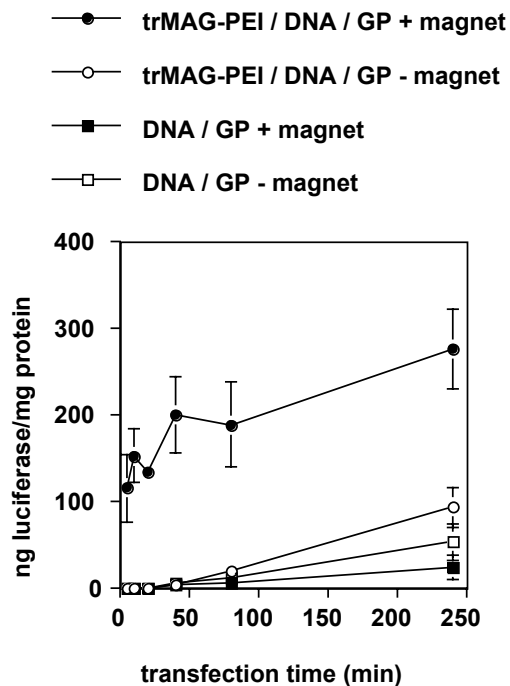 trMAG-PEI / DNA / GP + magnet
trMAG-PEI / DNA / GP - magnet
DNA / GP + magnet
DNA / GP - magnet
400
300
200
100
0
ng luciferase/mg protein
0 50 100 150 200 250
transfection time (min)